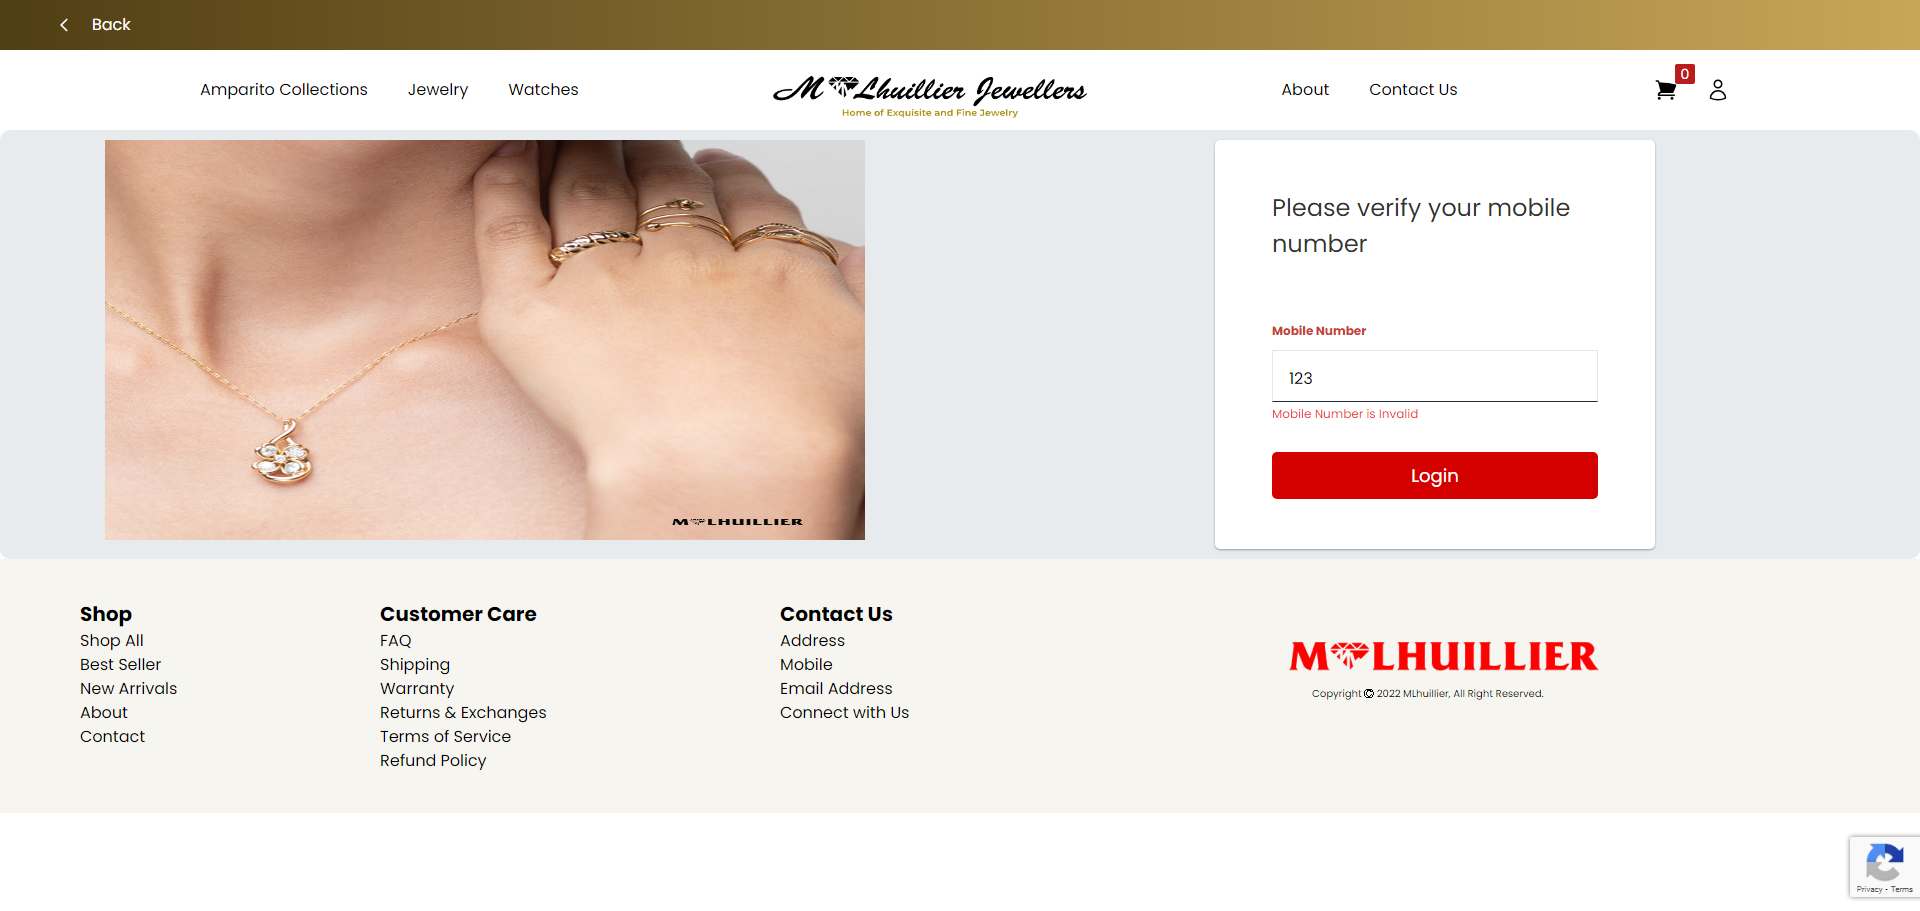 Back
Amparito Collections
Jewelry
Watches
M Lhuillier Jewellers
Home of Exquisite and Fine Jewelry
About
Contact Us
0
M LHUILLIER
Please verify your mobile
number
Mobile Number
123
Mobile Number is Invalid
Login
Shop
Shop All
Best Seller
New Arrivals
About
Contact
Customer Care
FAQ
Shipping
Warranty
Returns & Exchanges
Terms of Service
Refund Policy
Contact Us
Address
Mobile
Email Address
Connect with Us
M LHUILLIER
Copyright © 2022 MLhuillier, All Right Reserved.
Privacy - Terms